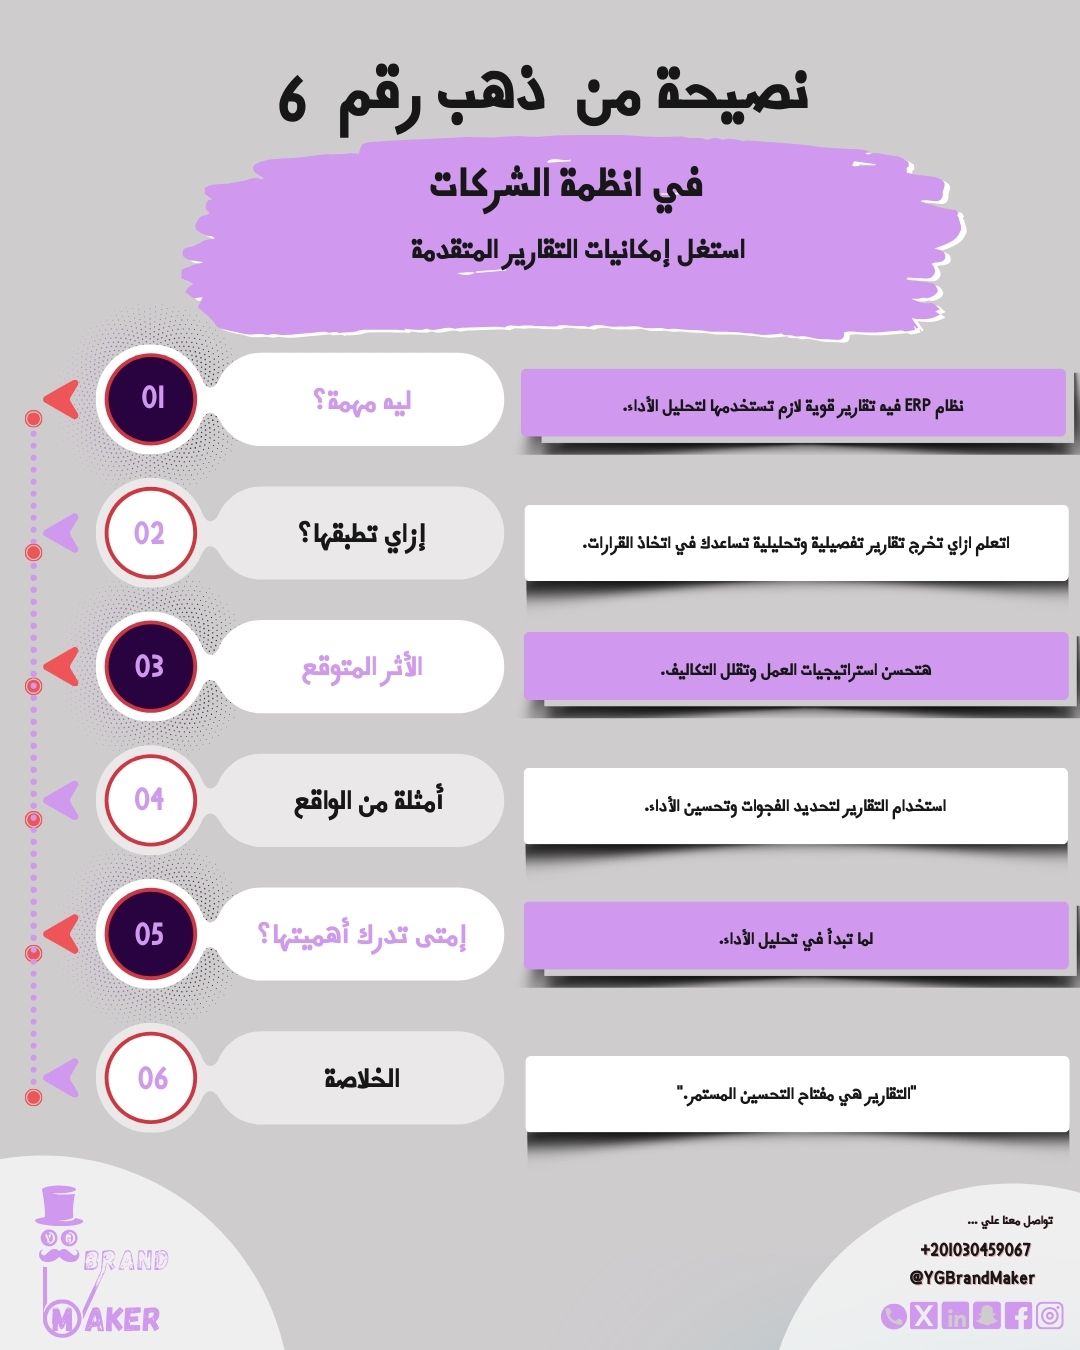 نصيحة من ذهب رقم 6
في انظمة الشركات
استغل إمكانيات التقارير المتقدمة
01
ليه مهمة؟
نظام ERP فيه تقارير قوية لازم تستخدمها لتحليل الأداء.
02
إزاي تطبقها؟
اتعلم ازاي تخرج تقارير تفصيلية وتحليلية تساعدك في اتخاذ القرارات.
03
الأثر المتوقع
هتحسن استراتيجيات العمل وتقلل التكاليف.
04
أمثلة من الواقع
استخدام التقارير لتحديد الفجوات وتحسين الأداء.
05
إمتى تدرك أهميتها؟
لما تبدأ في تحليل الأداء.
06
الخلاصة
"التقارير هي مفتاح التحسين المستمر."
BRAND
MAKER
تواصل معنا علي ...
+201030459067
@YGBrandMaker